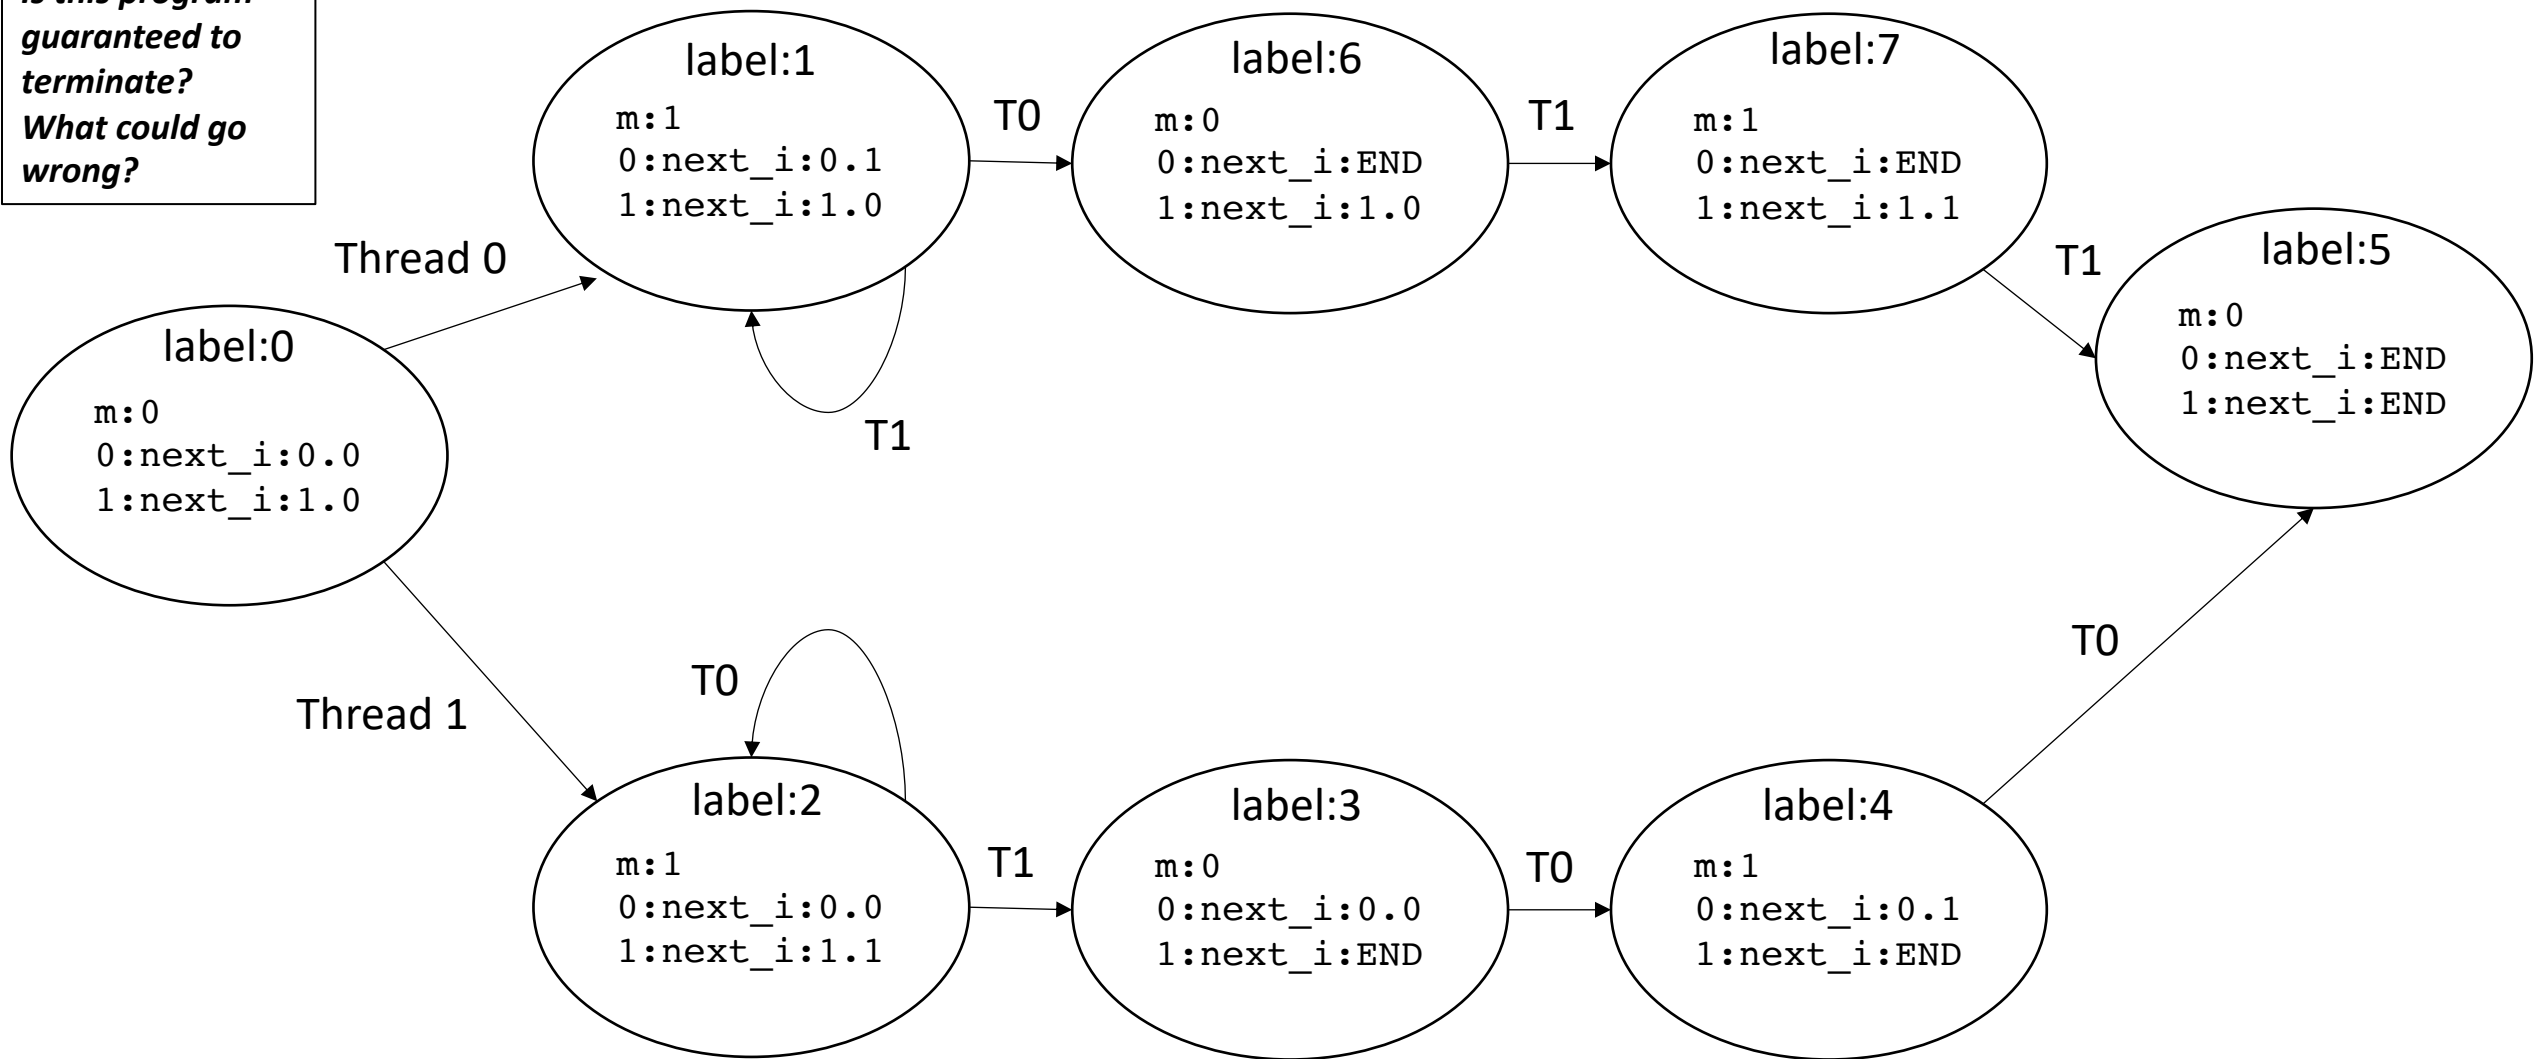 is this program
guaranteed to
terminate?
What could go
wrong?
label:1
m:1
0:next_i:0.1
1:next_i:1.0
T0
label:6
m:0
0:next_i:END
1:next_i:1.0
T1
label:7
m:1
0:next_i:END
1:next_i:1.1
T1
label:5
m:0
0:next_i:END
1:next_i:END
Thread 0
T1
label:0
m:0
0:next_i:0.0
1:next_i:1.0
Thread 1
T0
label:2
m:1
0:next_i:0.0
1:next_i:1.1
T1
label:3
m:0
0:next_i:0.0
1:next_i:END
T0
label:4
m:1
0:next_i:0.1
1:next_i:END
T0